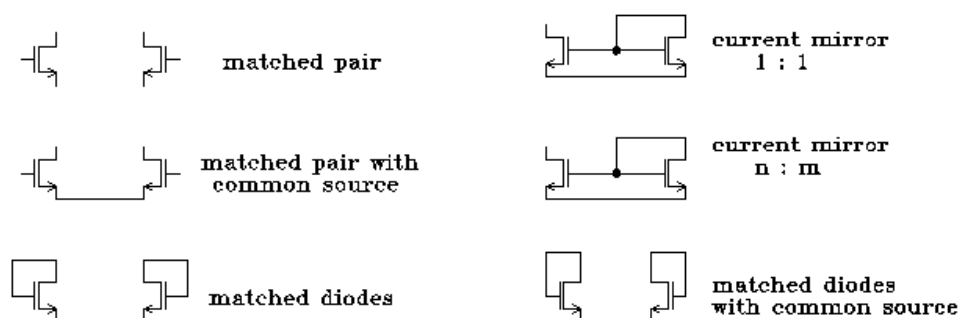 matched pair
current mirror
1 : 1
matched pair with
common source
current mirror
n : m
matched diodes
matched diodes
with common source